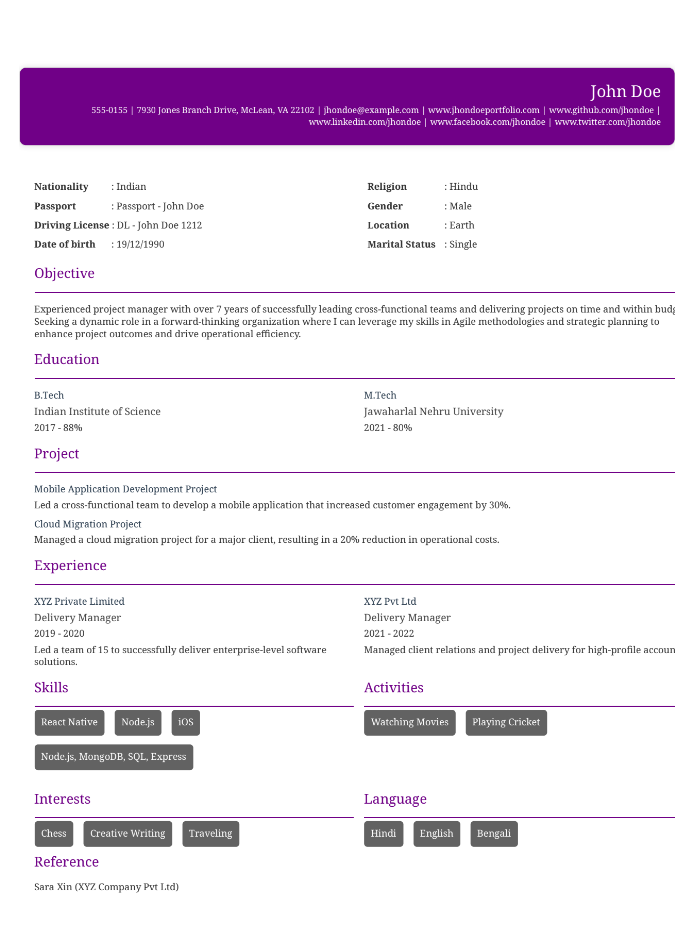 John Doe
555-0155 | 7930 Jones Branch Drive, McLean, VA 22102 | jhondoe@example.com | www.jhondoeportfolio.com | www.github.com/jhondoe |
www.linkedin.com/jhondoe | www.facebook.com/jhondoe | www.twitter.com/jhondoe
Nationality : Indian
Religion : Hindu
Passport : Passport - John Doe
Gender : Male
Driving License : DL - John Doe 1212
Location : Earth
Date of birth : 19/12/1990
Marital Status : Single
Objective
Experienced project manager with over 7 years of successfully leading cross-functional teams and delivering projects on time and within
Seeking a dynamic role in a forward-thinking organization where I can leverage my skills in Agile methodologies and strategic planning to
enhance project outcomes and drive operational efficiency.
Education
B.Tech
Indian Institute of Science
2017 - 88%
M.Tech
Jawaharlal Nehru University
2021 - 80%
Project
Mobile Application Development Project
Led a cross-functional team to develop a mobile application that increased customer engagement by 30%.
Cloud Migration Project
Managed a cloud migration project for a major client, resulting in a 20% reduction in operational costs.
Experience
XYZ Private Limited
Delivery Manager
2019 - 2020
Led a team of 15 to successfully deliver enterprise-level software
solutions.
XYZ Pvt Ltd
Delivery Manager
2021 - 2022
Managed client relations and project delivery for high-profile accoun
Skills
React Native
Node.js
iOS
Node.js, MongoDB, SQL, Express
Activities
Watching Movies
Playing Cricket
Interests
Chess
Creative Writing
Traveling
Language
Hindi
English
Bengali
Reference
Sara Xin (XYZ Company Pvt Ltd)